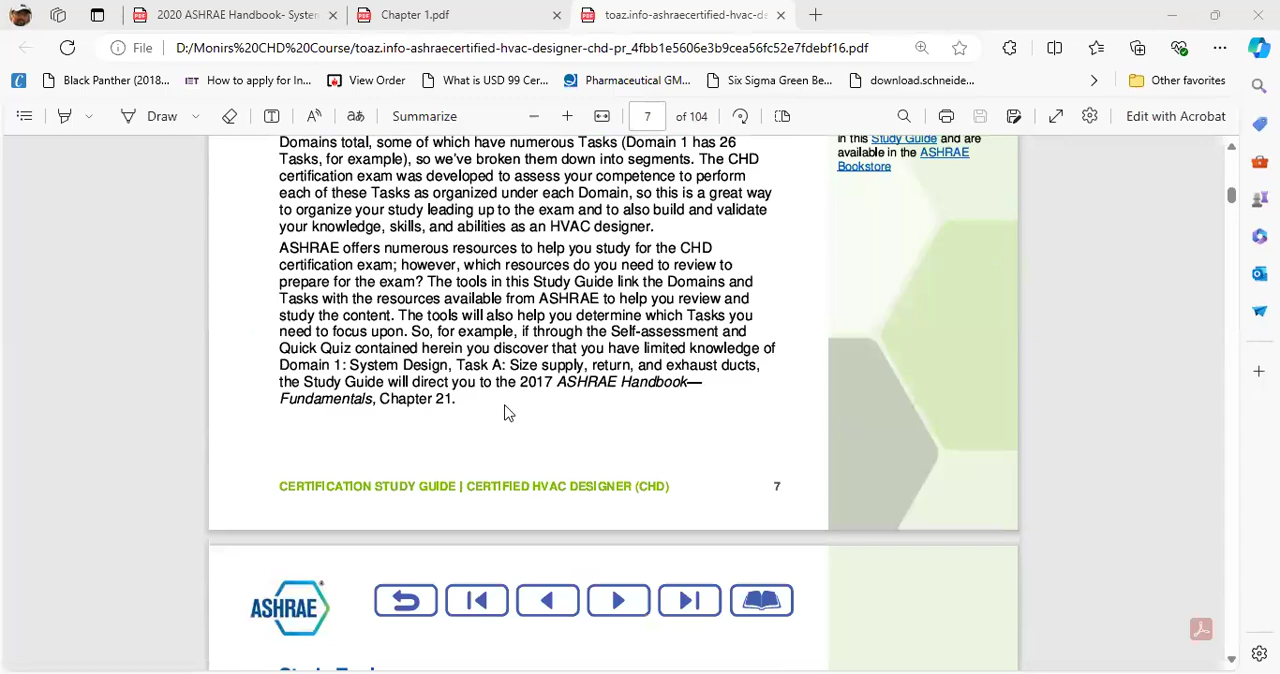 2020 ASHRAE Handbook- System
Chapter 1.pdf
toaz.info-ashraecertified-hvac-de
File
D:/Monirs%20CHD%20Course/toaz.info-ashraecertified-hvac-designer-chd-pr_4fbb1e5606e3b9cea56fc52e7fdebf16.pdf
Black Panther (2018...
IET How to apply for In...
View Order
What is USD 99 Cer...
Pharmaceutical GM...
Six Sigma Green Be...
download.schneide...
Other favorites
Draw
Summarize
7 of 104
Edit with Acrobat
Domains total, some of which have numerous Tasks (Domain 1 has 26
Tasks, for example), so we've broken them down into segments. The CHD
certification exam was developed to assess your competence to perform
each of these Tasks as organized under each Domain, so this is a great way
to organize your study leading up to the exam and to also build and validate
your knowledge, skills, and abilities as an HVAC designer.
ASHRAE offers numerous resources to help you study for the CHD
certification exam; however, which resources do you need to review to
prepare for the exam? The tools in this Study Guide link the Domains and
Tasks with the resources available from ASHRAE to help you review and
study the content. The tools will also help you determine which Tasks you
need to focus upon. So, for example, if through the Self-assessment and
Quick Quiz contained herein you discover that you have limited knowledge of
Domain 1: System Design, Task A: Size supply, return, and exhaust ducts,
the Study Guide will direct you to the 2017 ASHRAE Handbook—
Fundamentals, Chapter 21.
in this Study Guide and are
available in the ASHRAE
Bookstore
CERTIFICATION STUDY GUIDE | CERTIFIED HVAC DESIGNER (CHD)
7
ASHRAE